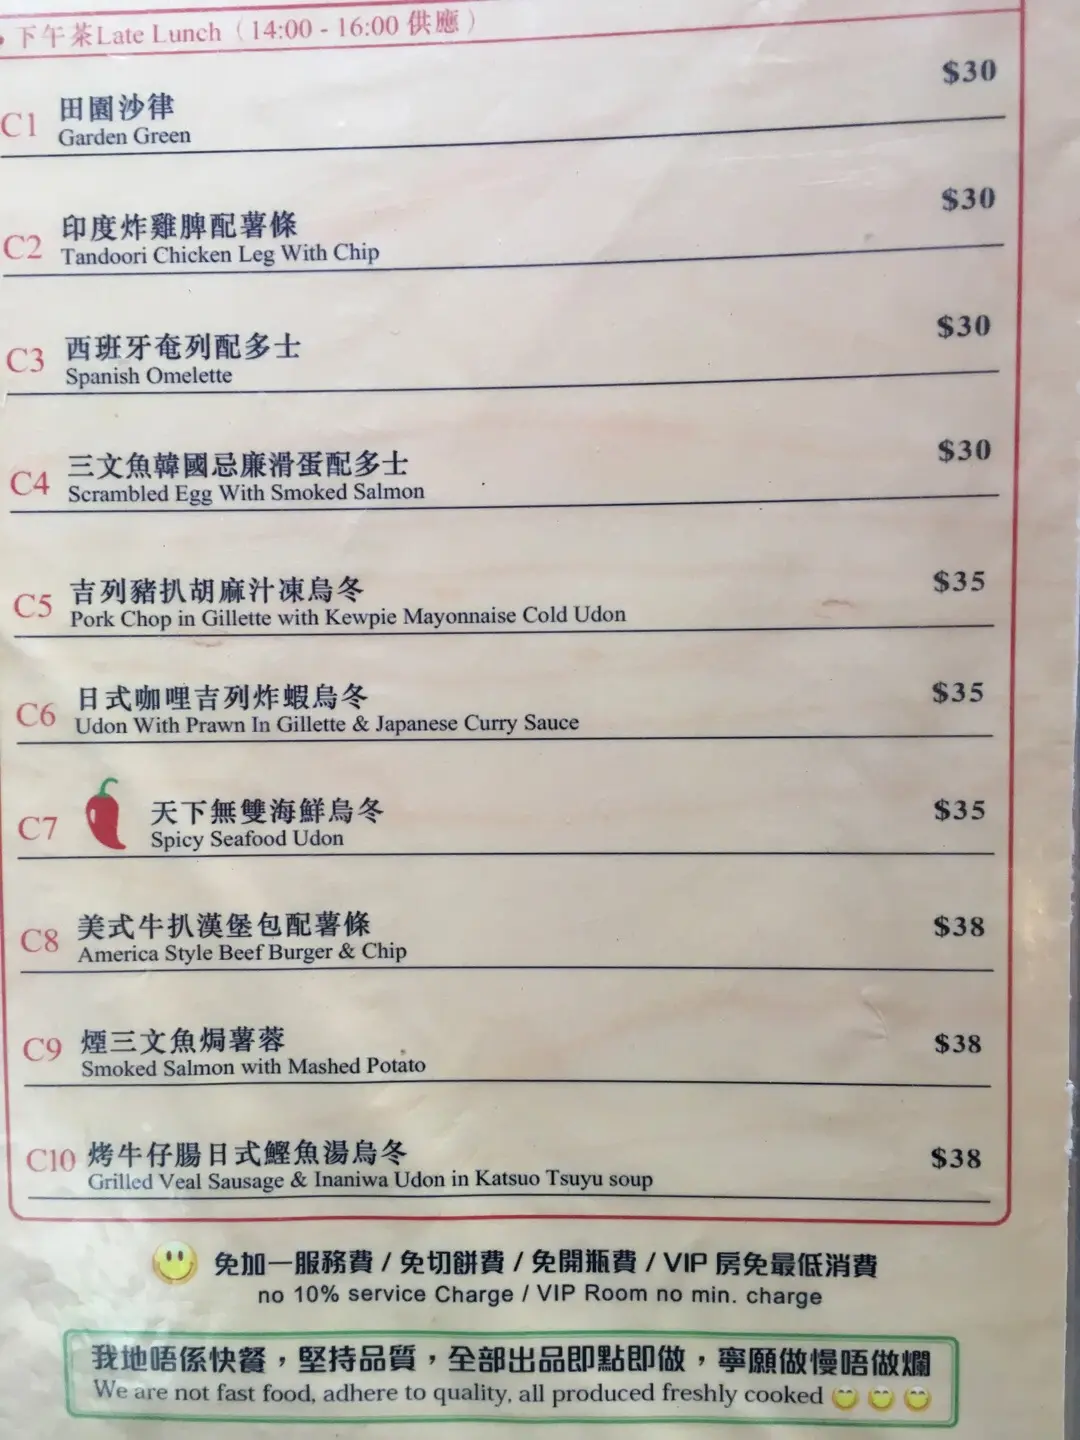 • 下午茶Late Lunch（14:00 - 16:00 供應）
C1 田園沙律 $30
Garden Green
C2 印度炸雞脾配薯條 $30
Tandoori Chicken Leg With Chip
C3 西班牙奄列配多士 $30
Spanish Omelette
C4 三文魚韓國忌廉滑蛋配多士 $30
Scrambled Egg With Smoked Salmon
C5 吉列豬扒胡麻汁凍烏冬 $35
Pork Chop in Gillette with Kewpie Mayonnaise Cold Udon
C6 日式咖哩吉列炸蝦烏冬 $35
Udon With Prawn In Gillette & Japanese Curry Sauce
C7 天下無雙海鮮烏冬 $35
Spicy Seafood Udon
C8 美式牛扒漢堡包配薯條 $38
America Style Beef Burger & Chip
C9 煙三文魚焗薯蓉 $38
Smoked Salmon with Mashed Potato
C10 烤牛仔腸日式鰹魚湯烏冬 $38
Grilled Veal Sausage & Inaniwa Udon in Katsuo Tsuyu soup
免加一服務費 / 免切餅費 / 免開瓶費 / VIP 房免最低消費
no 10% service Charge / VIP Room no min. charge
我地唔係快餐，堅持品質，全部出品即點即做，寧願做慢唔做爛
We are not fast food, adhere to quality, all produced freshly cooked